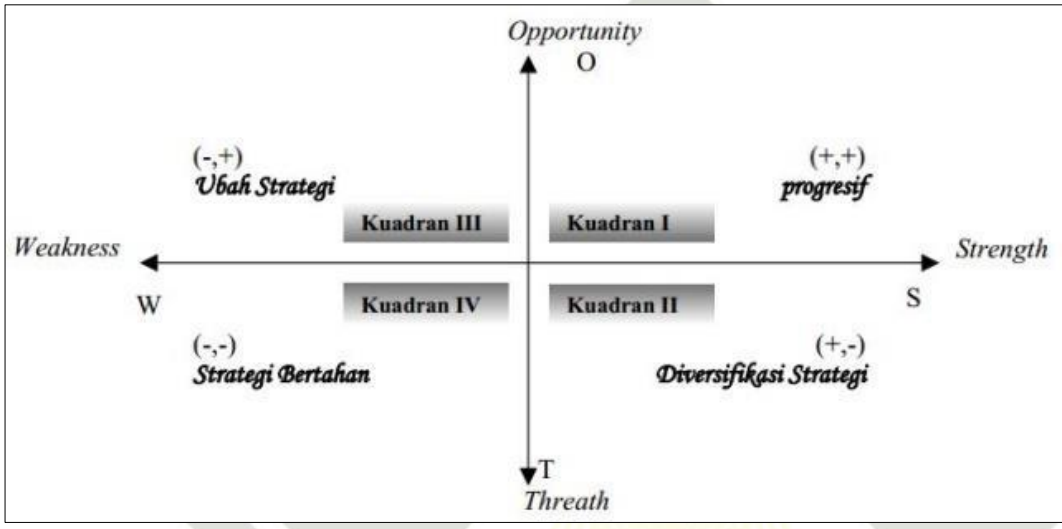 Opportunity
O
(-,+)
Ubah Strategi
(+,+)
progresif
Kuadran III
Kuadran I
Weakness
Strength
W
S
Kuadran IV
Kuadran II
(-,-)
Strategi Bertahan
(+,-)
Diversifikasi Strategi
T
Threath